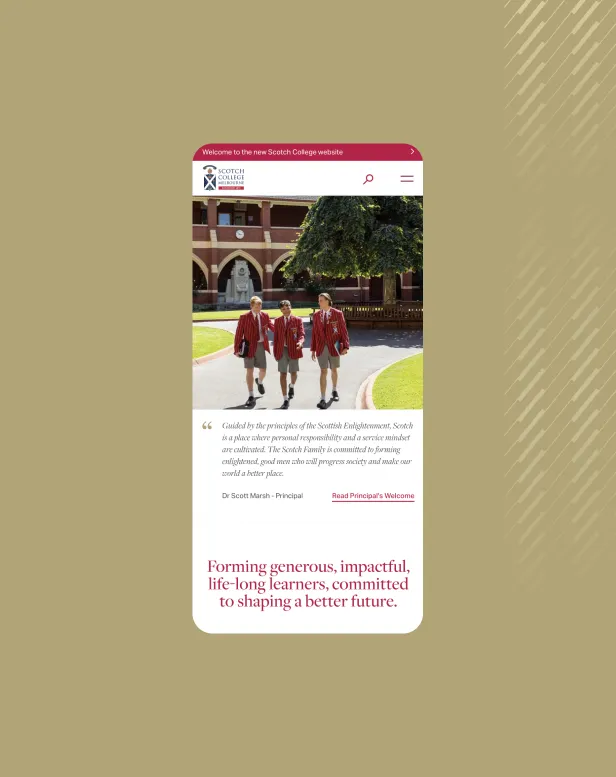 Welcome to the new Scotch College website
SCOTCH
COLLEGE
MELBOURNE
Guided by the principles of the Scottish Enlightenment, Scotch
is a place where personal responsibility and a service mindset
are cultivated. The Scotch Family is committed to forming
enlightened, good men who will progress society and make our
world a better place.
Dr Scott Marsh - Principal
Read Principal's Welcome
Forming generous, impactful,
life-long learners, committed
to shaping a better future.